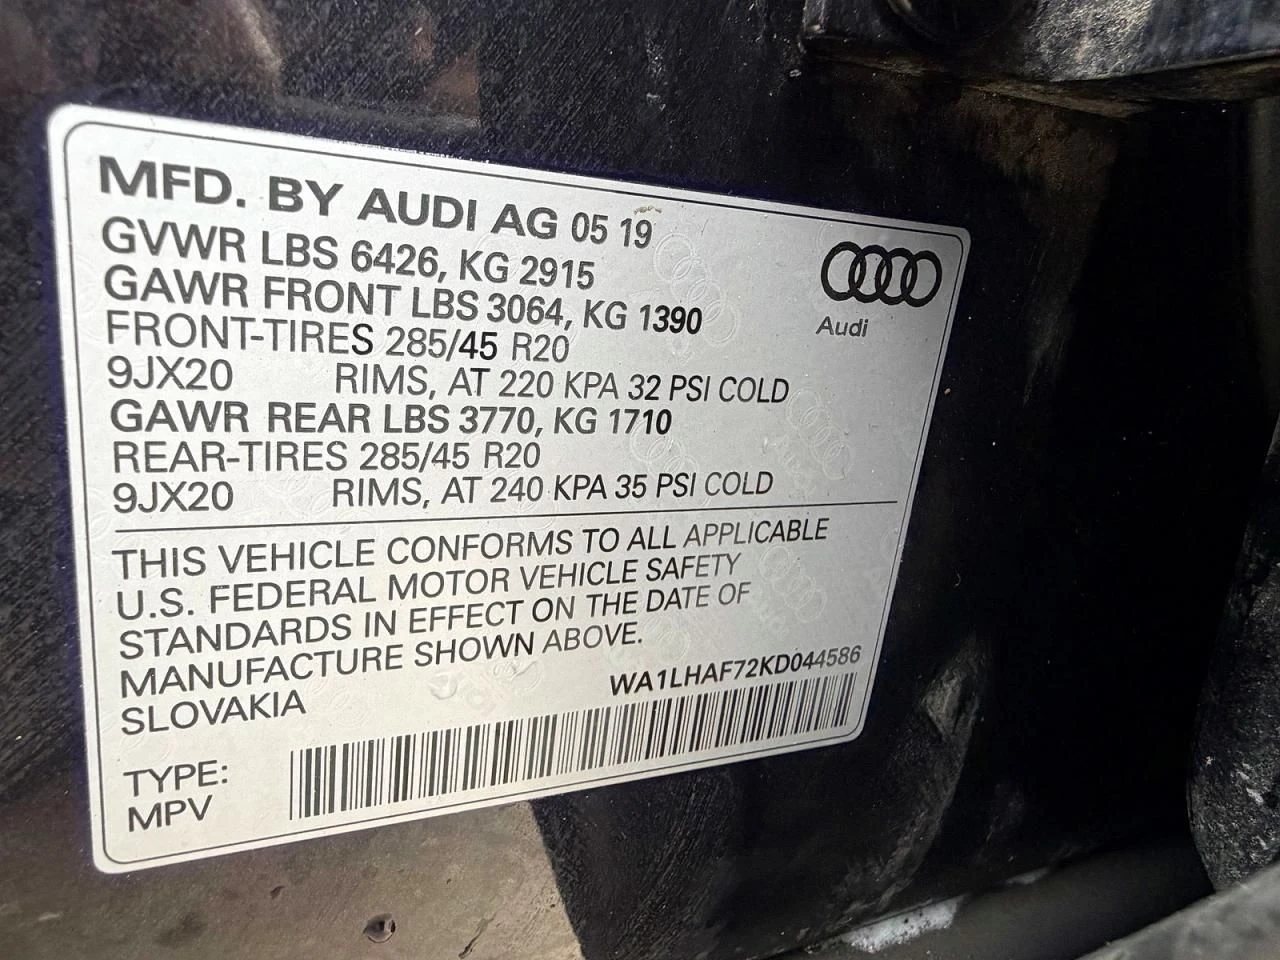 MFD. BY AUDI AG 05 19
GVWR LBS 6426, KG 2915
GAWR FRONT LBS 3064, KG 1390
FRONT-TIRES 285/45 R20
9JX20 RIMS, AT 220 KPA 32 PSI COLD
GAWR REAR LBS 3770, KG 1710
REAR-TIRES 285/45 R20
9JX20 RIMS, AT 240 KPA 35 PSI COLD
Audi
THIS VEHICLE CONFORMS TO ALL APPLICABLE
U.S. FEDERAL MOTOR VEHICLE SAFETY
STANDARDS IN EFFECT ON THE DATE OF
MANUFACTURE SHOWN ABOVE.
SLOVAKIA
WA1LHAF72KD044586
TYPE:
MPV